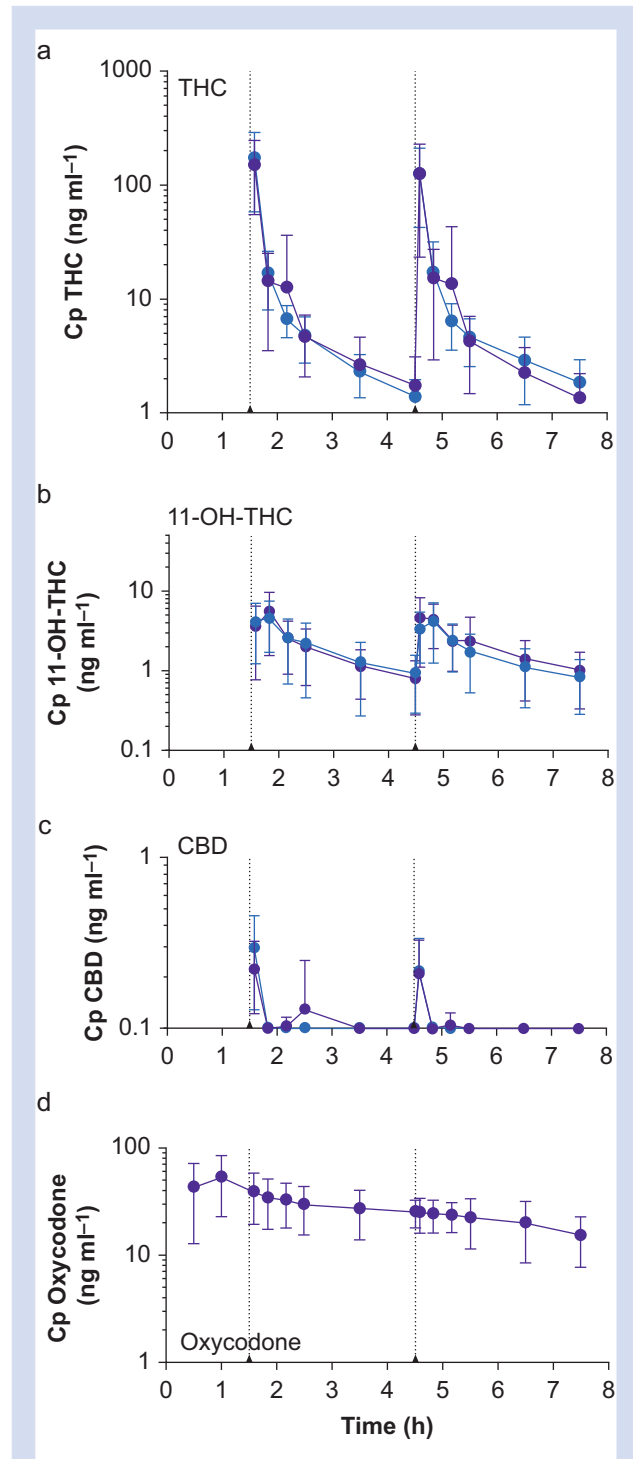 a
1000
THC
100
10
1
Cp THC (ng ml⁻¹)
0 1 2 3 4 5 6 7 8
b
11-OH-THC
10
1
0.1
Cp 11-OH-THC
(ng ml⁻¹)
0 1 2 3 4 5 6 7 8
c
1
CBD
0.1
Cp CBD (ng ml⁻¹)
0 1 2 3 4 5 6 7 8
d
100
10
1
Cp Oxycodone
(ng ml⁻¹)
Oxycodone
0 1 2 3 4 5 6 7 8
Time (h)